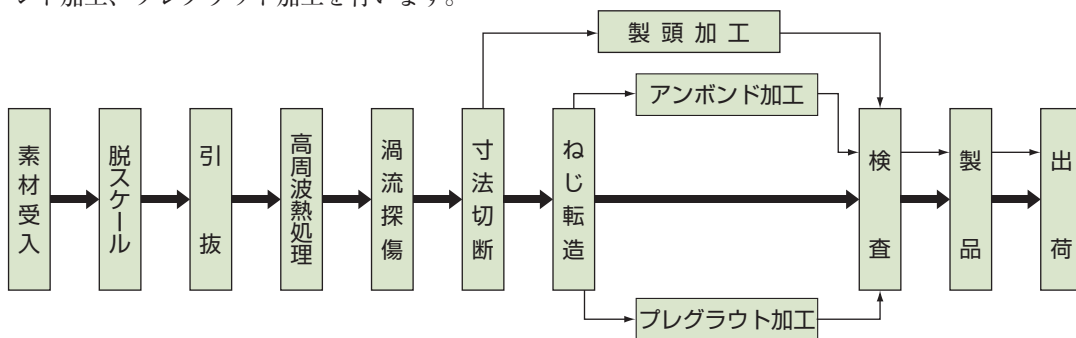 ンド加工、プレグラウト加工を行います。
製頭加工
アンボンド加工
素材受入
脱スケール
引抜
高周波熱処理
渦流探傷
寸法切断
ねじ転造
検査
製品
出荷
プレグラウト加工